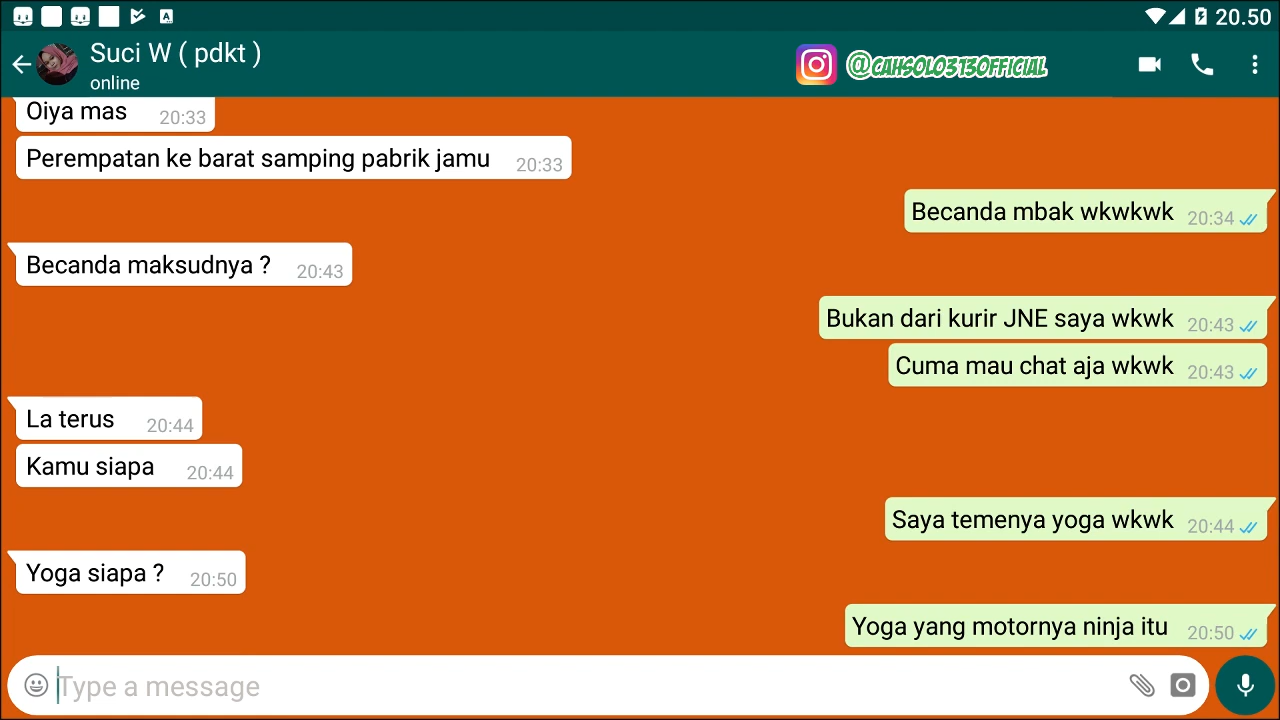 20.50
Suci W ( pdkt )
online
@CAHSOLO313OFFICIAL
Oiya mas 20:33
Perempatan ke barat samping pabrik jamu 20:33
Becanda mbak wkwkwk 20:34
Becanda maksudnya ? 20:43
Bukan dari kurir JNE saya wkwk 20:43
Cuma mau chat aja wkwk 20:43
La terus 20:44
Kamu siapa 20:44
Saya temenya yoga wkwk 20:44
Yoga siapa ? 20:50
Yoga yang motornya ninja itu 20:50
Type a message